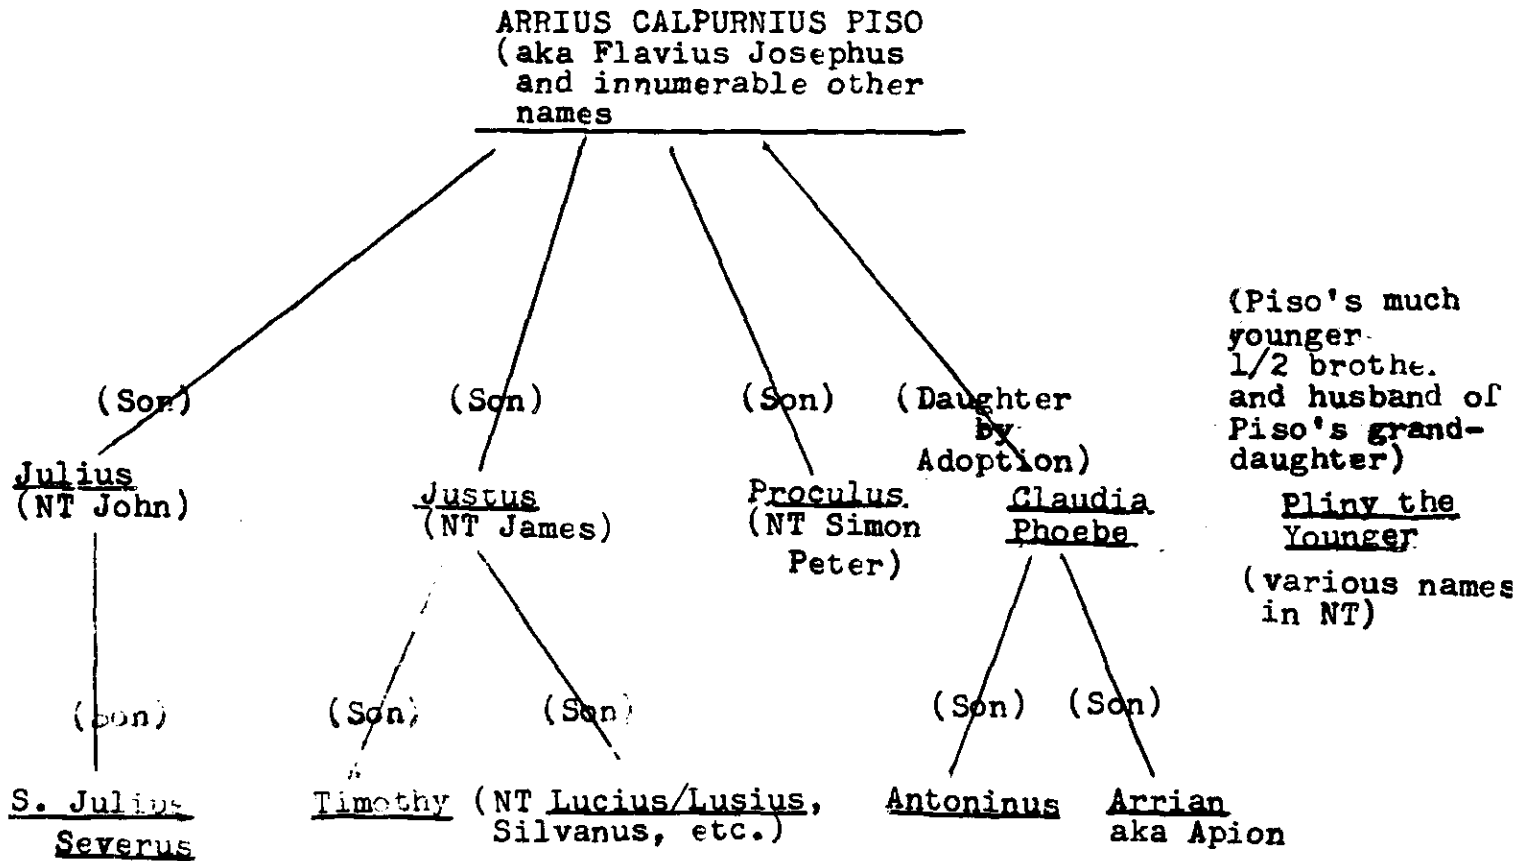 ARRIUS CALPURNIUS PISO
(aka Flavius Josephus
and innumerable other
names
(Piso's much
younger
1/2 brothe.
and husband of
Piso's grand-
daughter)
(Son)
(Son)
(Son)
(Daughter
by
Adoption)
Julius
(NT John)
Justus
(NT James)
Proculus
(NT Simon
Peter)
Claudia
Phoebe
Pliny the
Younger
(various names
in NT)
(Son)
(Son)
(Son)
(Son)
(Son)
S. Julius
Severus
Timothy
(NT Lucius/Lusius,
Silvanus, etc.)
Antoninus
Arrian
aka Apion